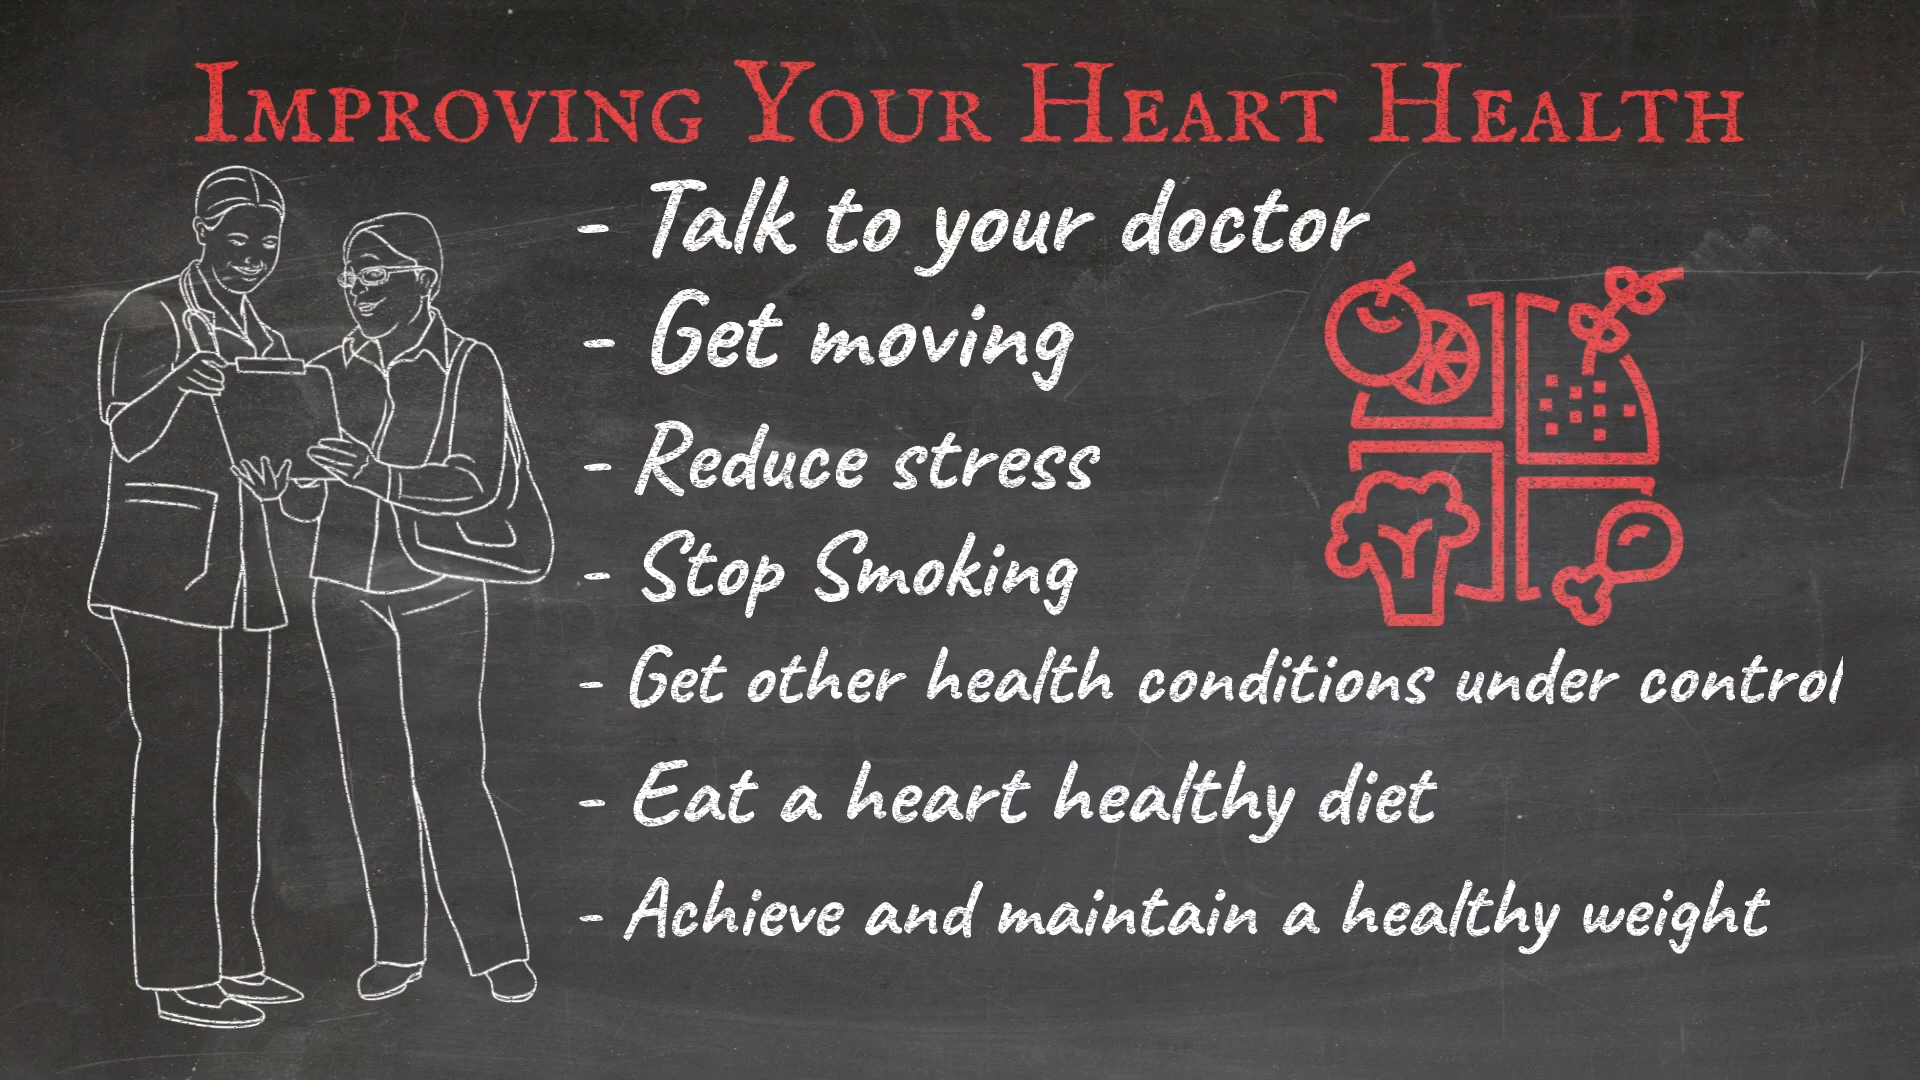 Improving Your Heart Health
- Talk to your doctor
- Get moving
- Reduce stress
- Stop Smoking
- Get other health conditions under control
- Eat a heart healthy diet
- Achieve and maintain a healthy weight